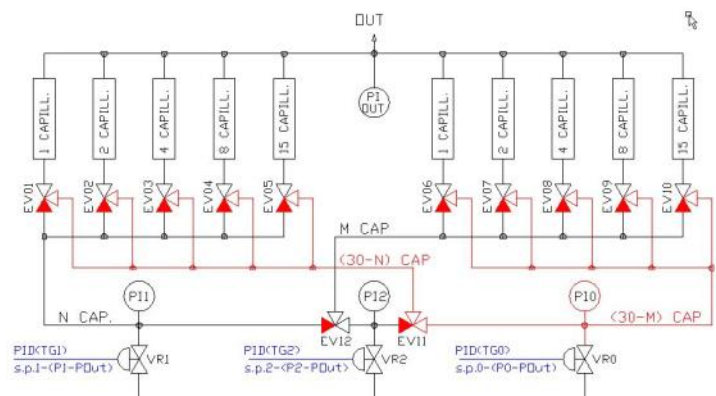 OUT
PI
OUT
1 CAPILL.
2 CAPILL.
4 CAPILL.
8 CAPILL.
15 CAPILL.
1 CAPILL.
2 CAPILL.
4 CAPILL.
8 CAPILL.
15 CAPILL.
EV01
EV02
EV03
EV04
EV05
EV06
EV07
EV08
EV09
EV10
M CAP
(30-N) CAP
PI1
PI2
PI0
N CAP.
(30-M) CAP
EV12
EV11
PID(TG1)
s.p.1-(P1-POut)
VR1
PID(TG2)
s.p.2-(P2-POut)
VR2
PID(TG0)
s.p.0-(P0-POut)
VR0